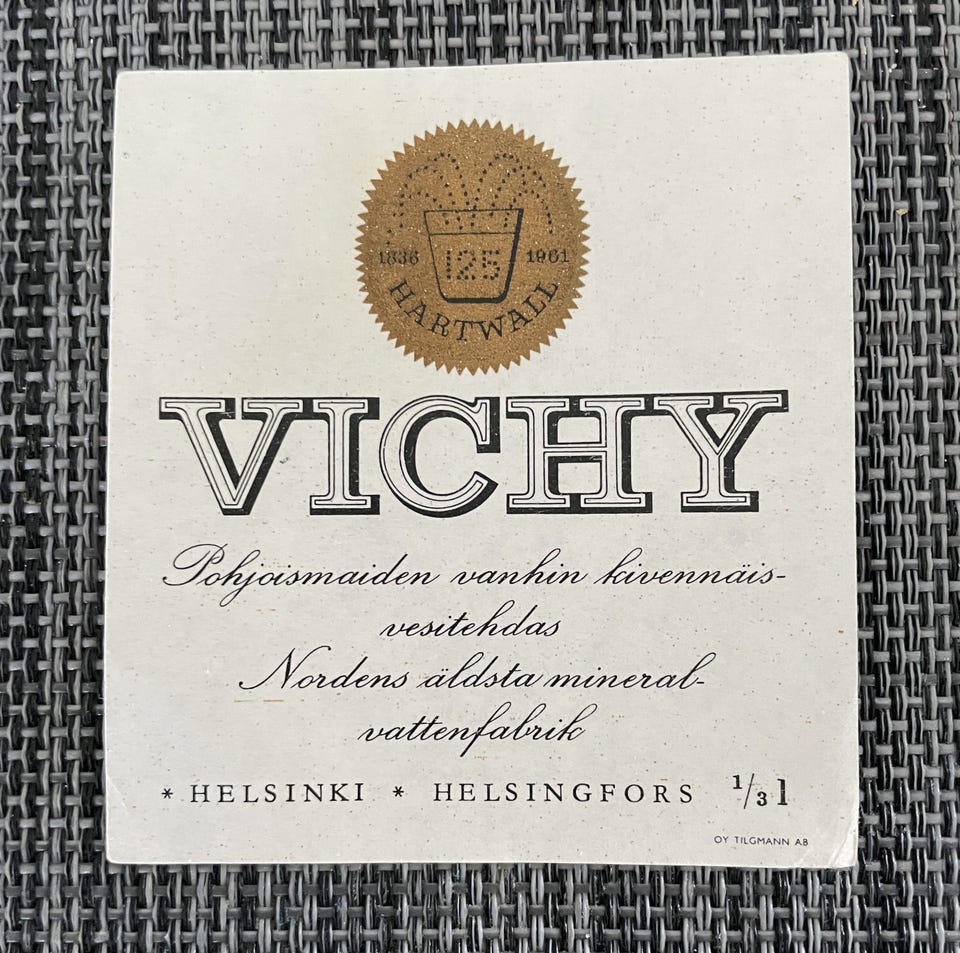 1836 125 1961
HARTWALL
VICHY
Pohjoismaiden vanhin kivennäis-
vesitehdas
Nordens äldsta mineral-
vattenfabrik
* HELSINKI * HELSINGFORS 1/3 l
OY TILGMANN AB